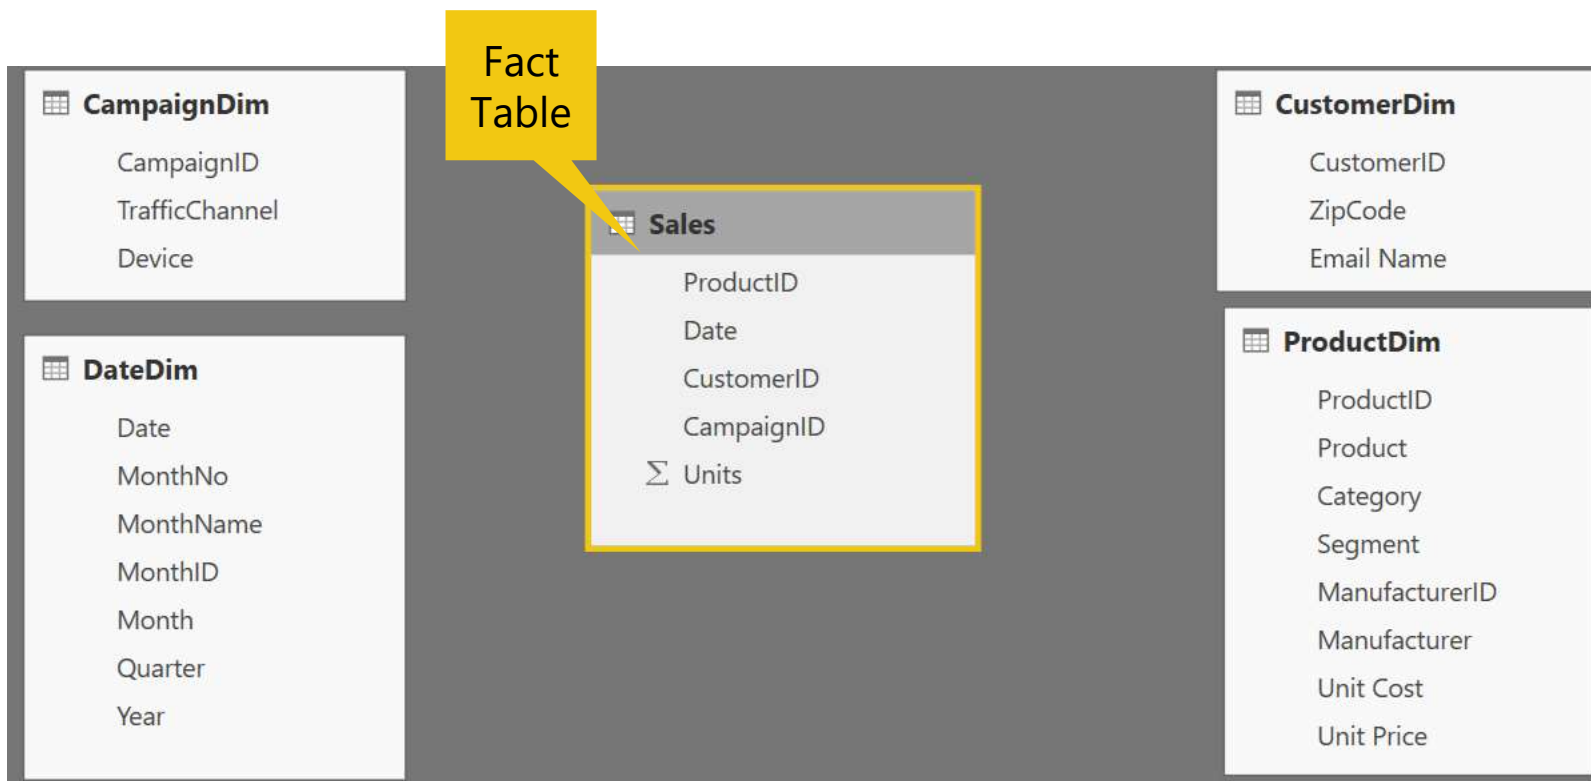 Fact
Table
CampaignDim
CampaignID
TrafficChannel
Device
DateDim
Date
MonthNo
MonthName
MonthID
Month
Quarter
Year
Sales
ProductID
Date
CustomerID
CampaignID
Σ Units
CustomerDim
CustomerID
ZipCode
Email Name
ProductDim
ProductID
Product
Category
Segment
ManufacturerID
Manufacturer
Unit Cost
Unit Price